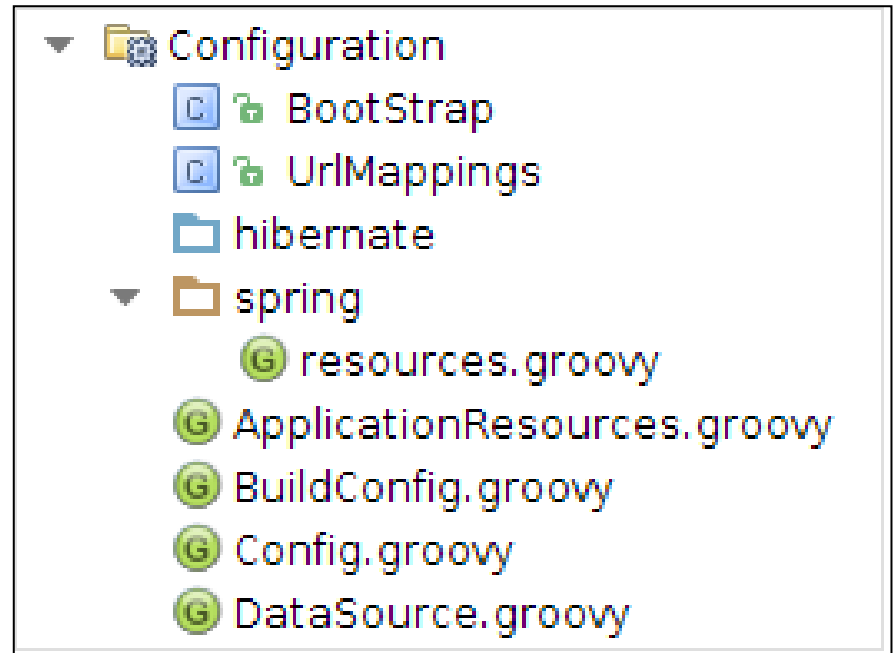 Configuration
C BootStrap
C UrlMappings
hibernate
spring
G resources.groovy
G ApplicationResources.groovy
G BuildConfig.groovy
G Config.groovy
G DataSource.groovy